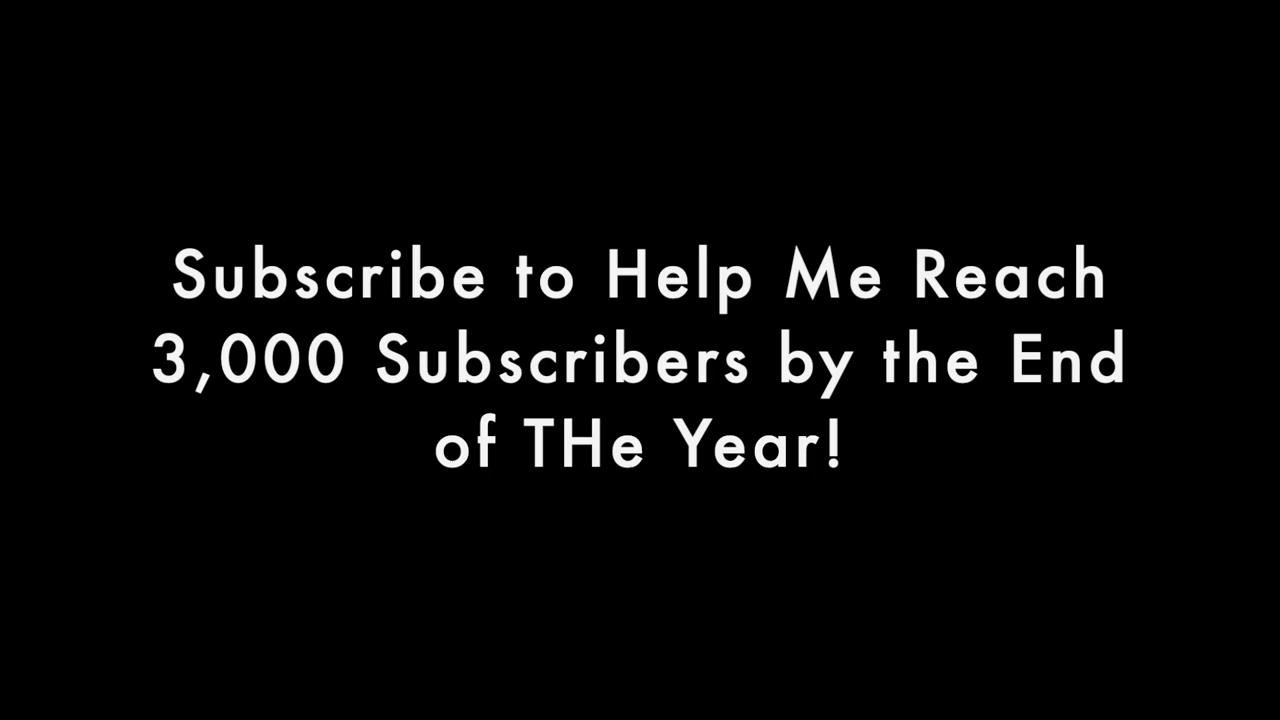 Subscribe to Help Me Reach
3,000 Subscribers by the End
of THe Year!